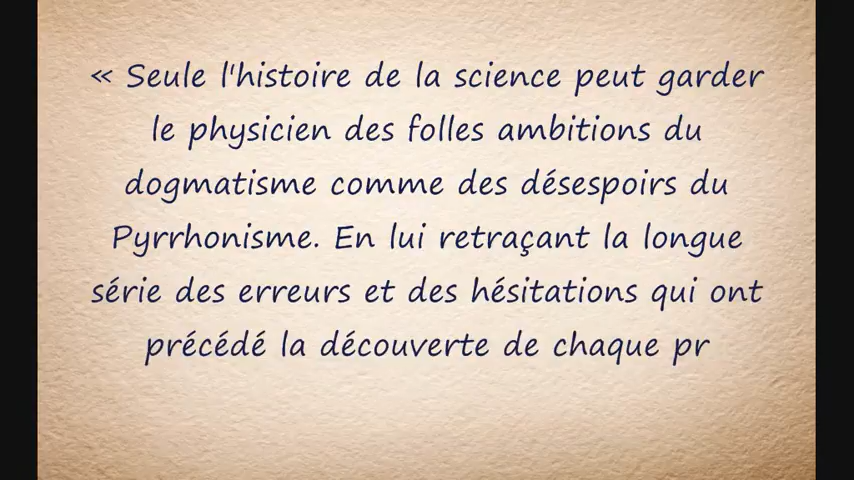 « Seule l'histoire de la science peut garder
le physicien des folles ambitions du
dogmatisme comme des désespoirs du
Pyrrhonisme. En lui retraçant la longue
série des erreurs et des hésitations qui ont
précédé la découverte de chaque pr